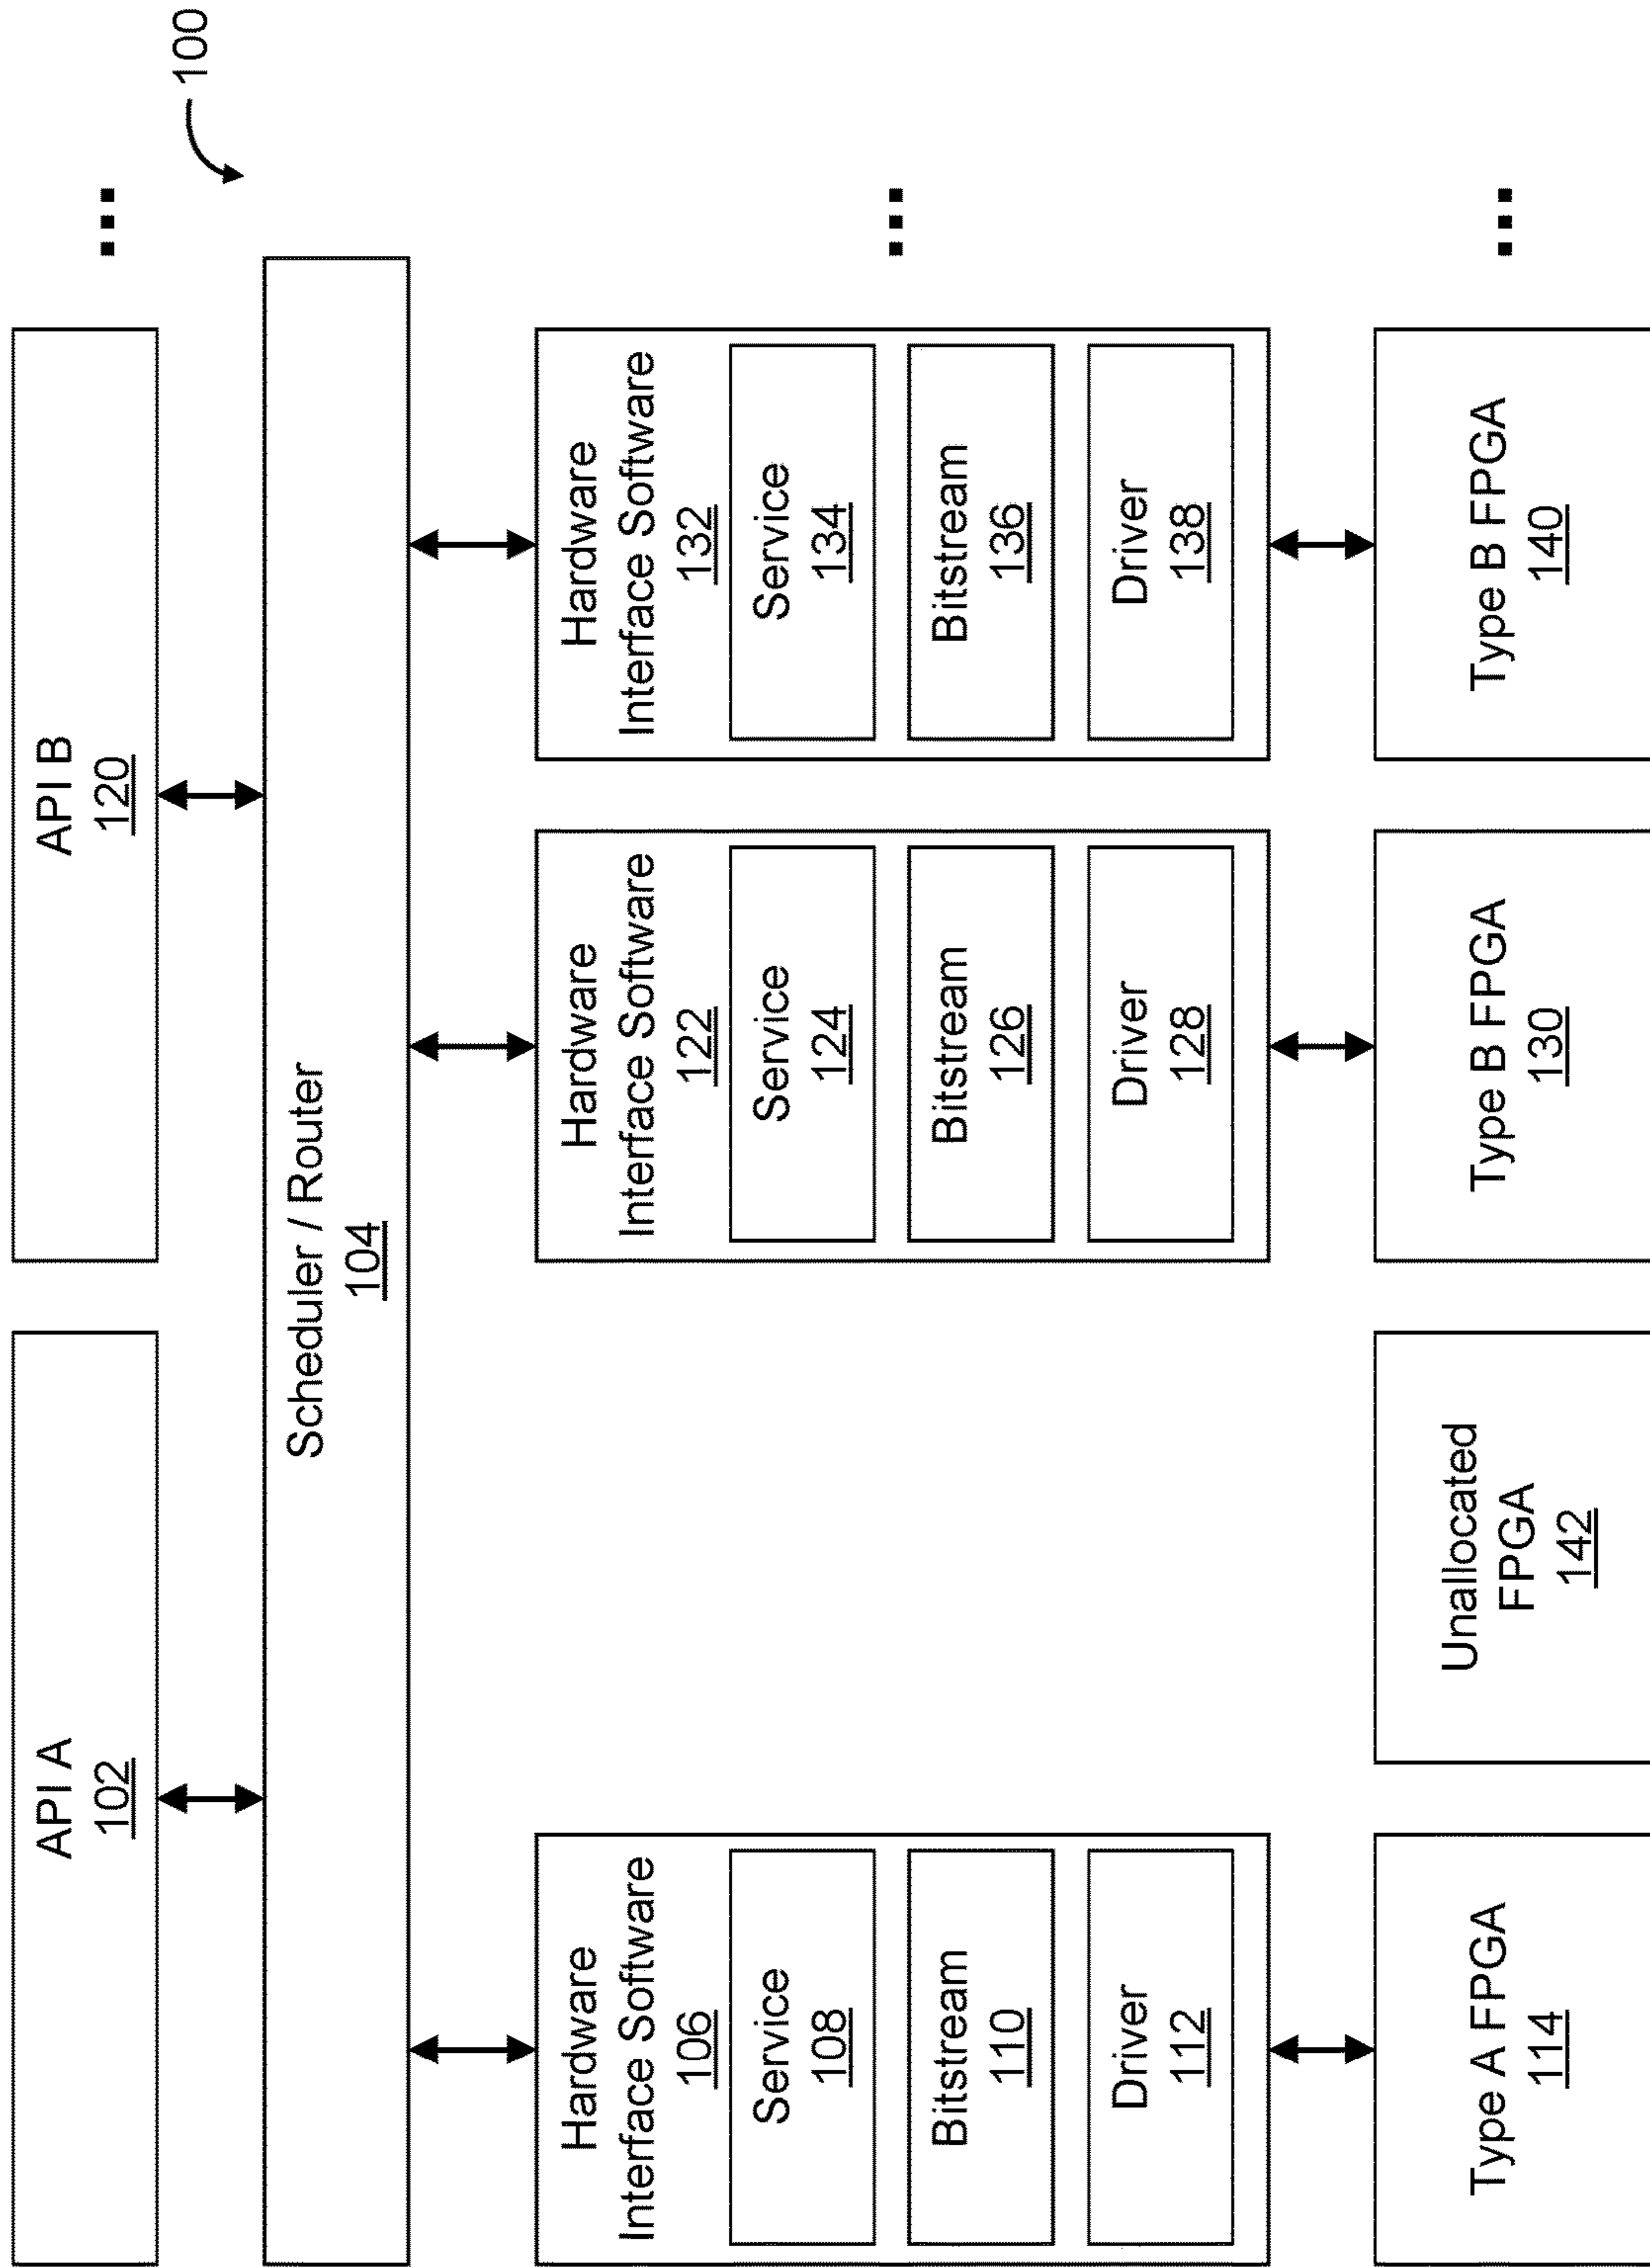 100
API A
102
API B
120
...
Scheduler / Router
104
Hardware
Interface Software
106
Service
108
Bitstream
110
Driver
112
Hardware
Interface Software
122
Service
124
Bitstream
126
Driver
128
Hardware
Interface Software
132
Service
134
Bitstream
136
Driver
138
...
Type A FPGA
114
Unallocated
FPGA
142
Type B FPGA
130
Type B FPGA
140
...